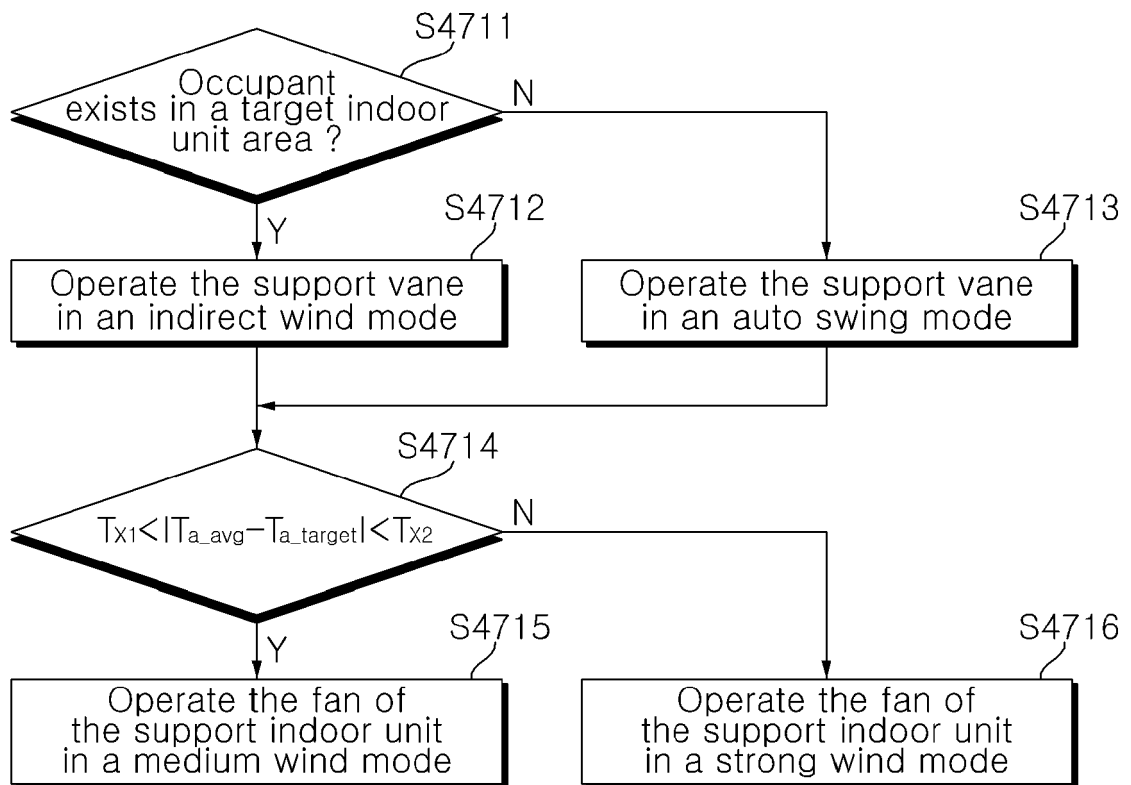 S4711
Occupant
exists in a target indoor
unit area ?
N
Y
S4712
S4713
Operate the support vane
in an indirect wind mode
Operate the support vane
in an auto swing mode
S4714
TX1<|Ta_avg–Ta_target|<TX2
N
Y
S4715
S4716
Operate the fan of
the support indoor unit
in a medium wind mode
Operate the fan of
the support indoor unit
in a strong wind mode